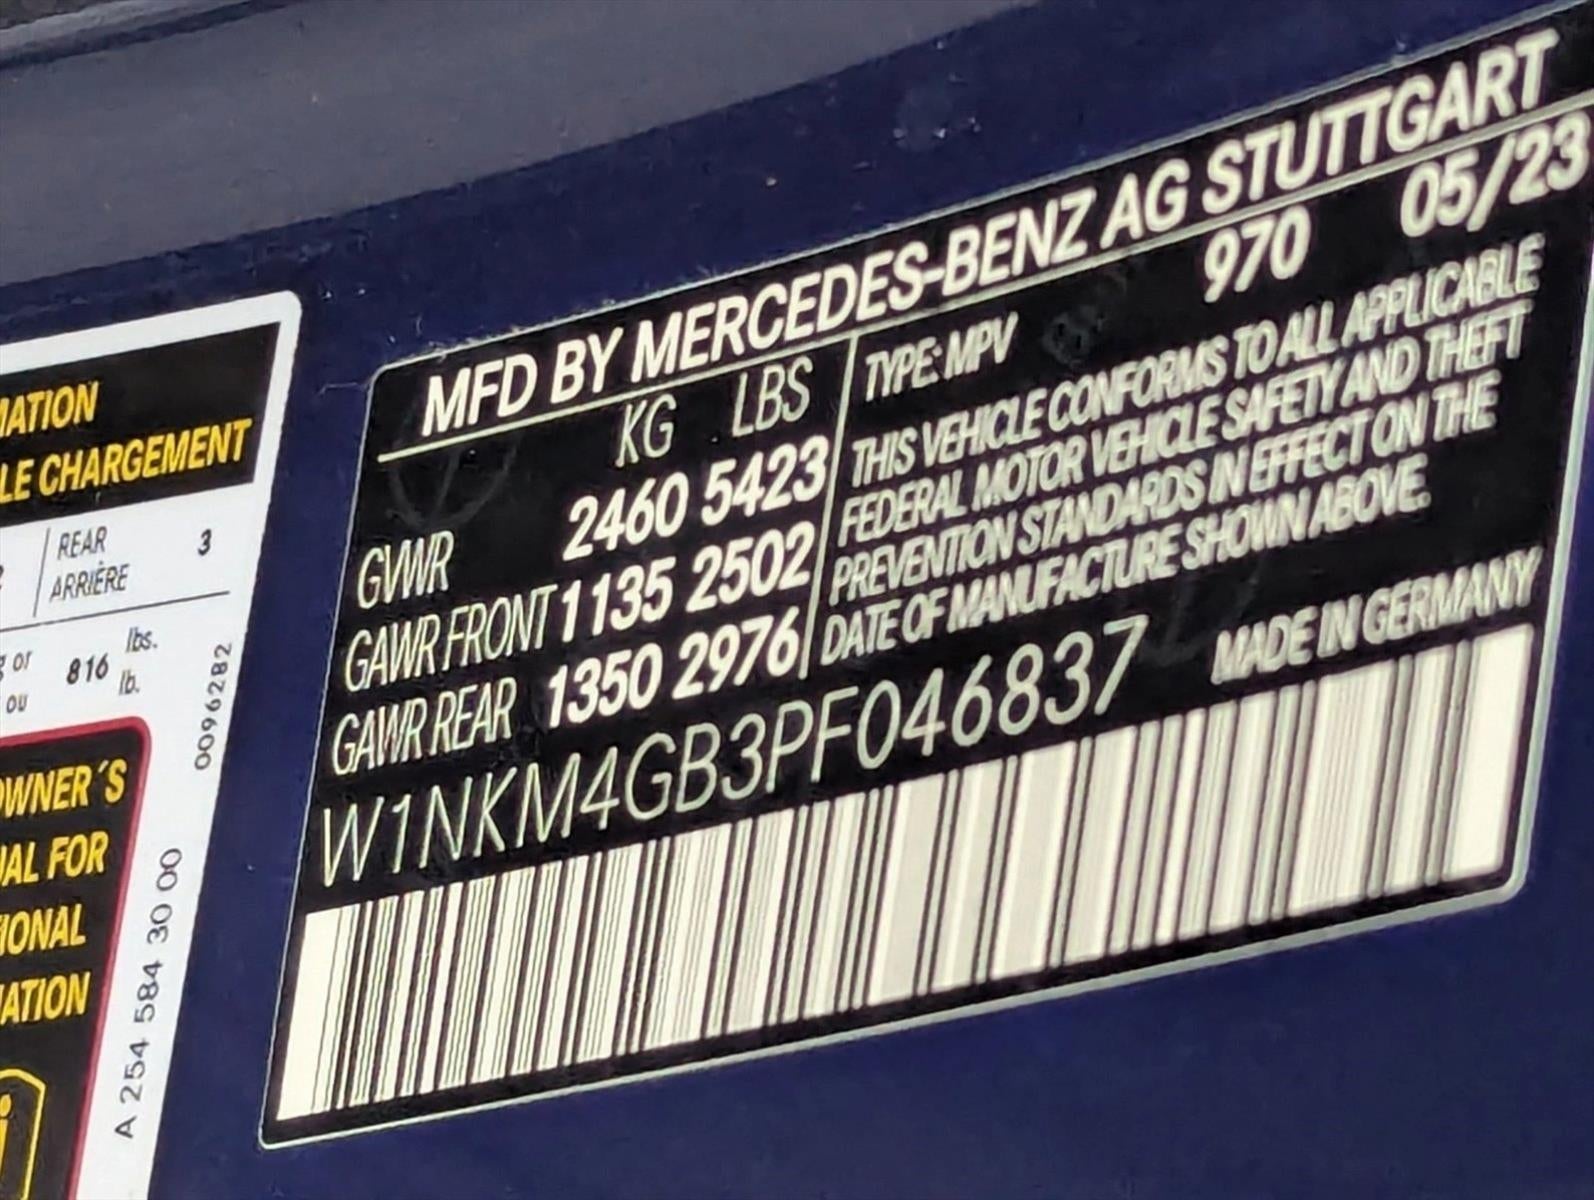 MFD BY MERCEDES-BENZ AG STUTTGART
970 05/23
KG LBS
GVWR 2460 5423
GAWR FRONT 1135 2502
GAWR REAR 1350 2976
TYPE: MPV
THIS VEHICLE CONFORMS TO ALL APPLICABLE
FEDERAL MOTOR VEHICLE SAFETY AND THEFT
PREVENTION STANDARDS IN EFFECT ON THE
DATE OF MANUFACTURE SHOWN ABOVE.
W1NKM4GB3PF046837
MADE IN GERMANY
MATION
LE CHARGEMENT
REAR 3
ARRIÈRE
or 816 lbs.
ou lb.
OWNER´S
UAL FOR
IONAL
MATION
0096282
A 254 584 30 00